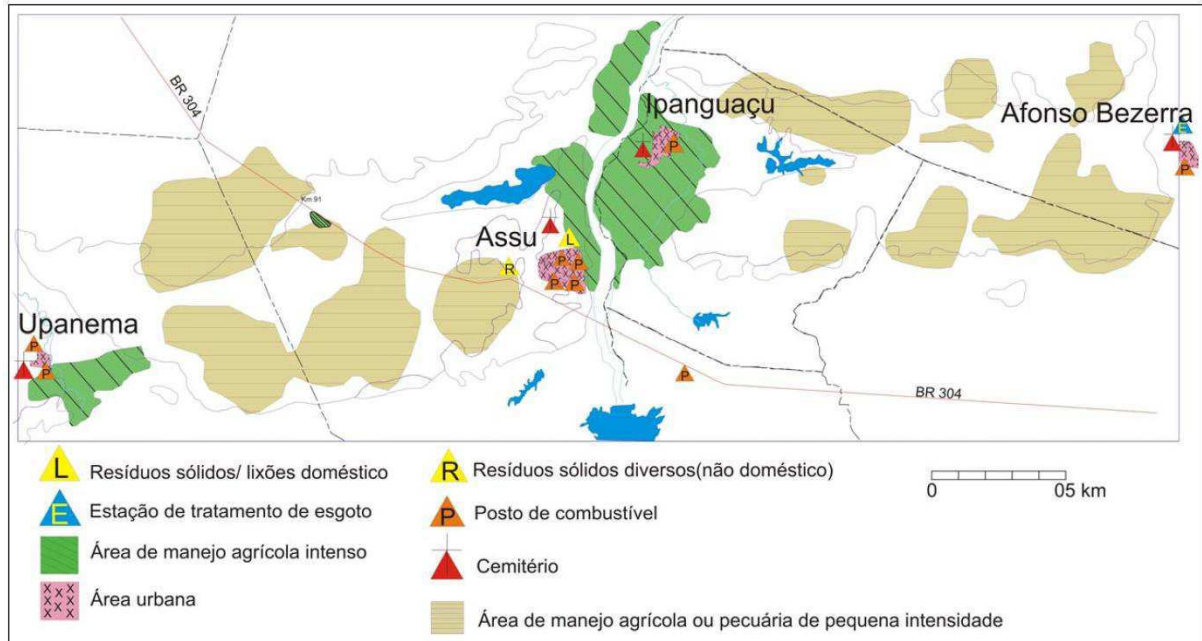 BR 304
Ipanguaçu
Afonso Bezerra
E
P
P
Km 91
Assu
L
R
P
P
P
P
Upanema
P
P
P
BR 304
L Resíduos sólidos/ lixões doméstico
E Estação de tratamento de esgoto
Área de manejo agrícola intenso
X X X Área urbana
R Resíduos sólidos diversos(não doméstico)
P Posto de combustível
Cemitério
Área de manejo agrícola ou pecuária de pequena intensidade
0 05 km